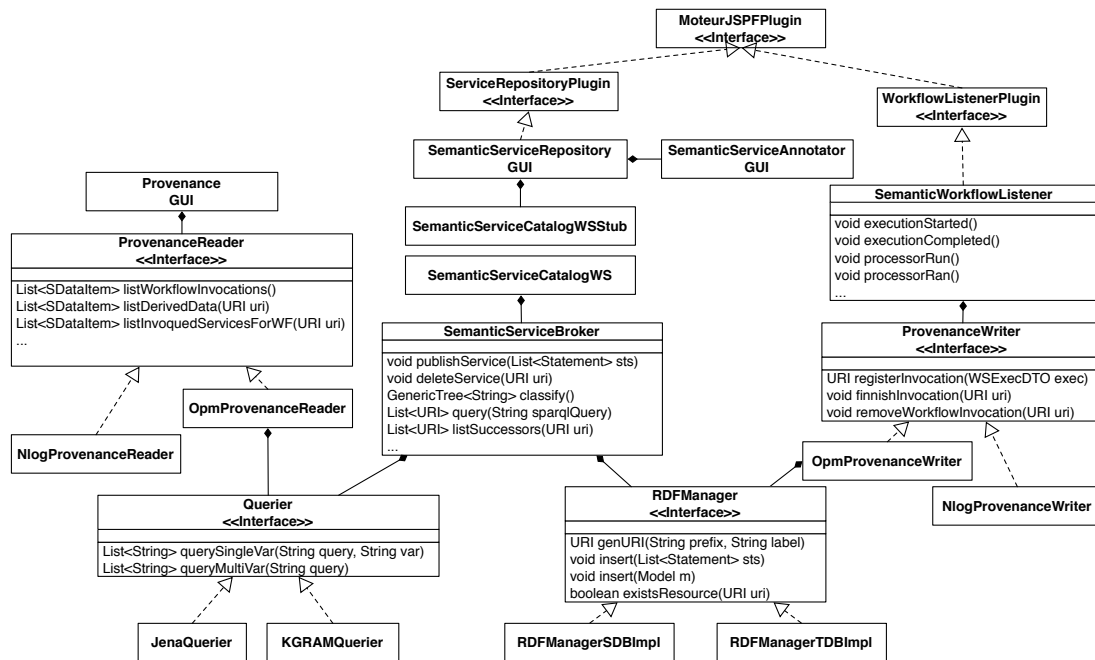 MoteurJSPFPlugin
<<Interface>>
ServiceRepositoryPlugin
<<Interface>>
WorkflowListenerPlugin
<<Interface>>
SemanticServiceRepository
GUI
SemanticServiceAnnotator
GUI
Provenance
GUI
SemanticServiceCatalogWSStub
SemanticWorkflowListener
void executionStarted()
void executionCompleted()
void processorRun()
void processorRan()
...
ProvenanceReader
<<Interface>>
List<SDataItem> listWorkflowInvocations()
List<SDataItem> listDerivedData(URI uri)
List<SDataItem> listInvoquedServicesForWF(URI uri)
...
SemanticServiceCatalogWS
SemanticServiceBroker
void publishService(List<Statement> sts)
void deleteService(URI uri)
GenericTree<String> classify()
List<URI> query(String sparqlQuery)
List<URI> listSuccessors(URI uri)
...
ProvenanceWriter
<<Interface>>
URI registerInvocation(WSExecDTO exec)
void finnishInvocation(URI uri)
void removeWorkflowInvocation(URI uri)
OpmProvenanceReader
NlogProvenanceReader
OpmProvenanceWriter
NlogProvenanceWriter
Querier
<<Interface>>
List<String> querySingleVar(String query, String var)
List<String> queryMultiVar(String query)
RDFManager
<<Interface>>
URI genURI(String prefix, String label)
void insert(List<Statement> sts)
void insert(Model m)
boolean existsResource(URI uri)
JenaQuerier
KGRAMQuerier
RDFManagerSDBImpl
RDFManagerTDBImpl